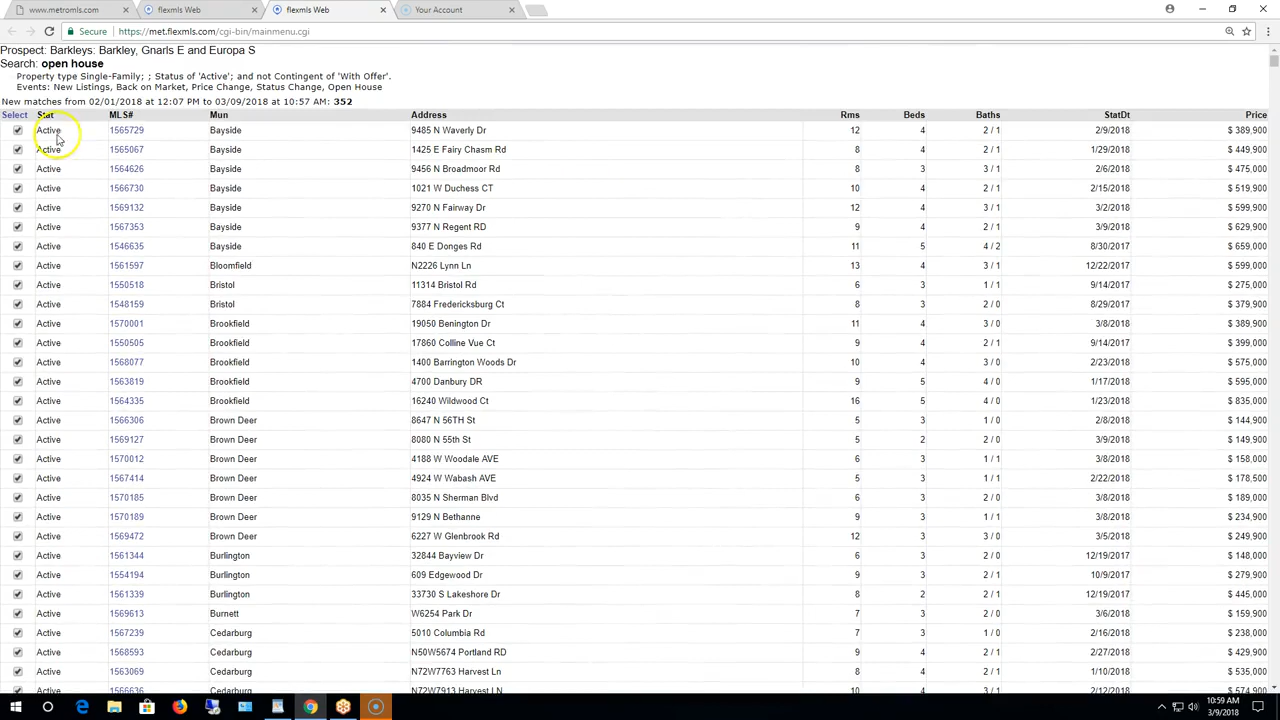 www.metromls.com
flexmls Web
flexmls Web
Your Account
Secure https://met.flexmls.com/cgi-bin/mainmenu.cgi
Prospect: Barkleys: Barkley, Gnarls E and Europa S
Search: open house
Property type Single-Family; ; Status of 'Active'; and not Contingent of 'With Offer'.
Events: New Listings, Back on Market, Price Change, Status Change, Open House
New matches from 02/01/2018 at 12:07 PM to 03/09/2018 at 10:57 AM: 352
Select Stat MLS# Mun Address Rms Beds Baths StatDt Price
Active 1565729 Bayside 9485 N Waverly Dr 12 4 2 / 1 2/9/2018 $ 389,900
Active 1565067 Bayside 1425 E Fairy Chasm Rd 8 4 2 / 1 1/29/2018 $ 449,900
Active 1564626 Bayside 9456 N Broadmoor Rd 8 3 3 / 1 2/6/2018 $ 475,000
Active 1566730 Bayside 1021 W Duchess CT 10 4 2 / 1 2/15/2018 $ 519,900
Active 1569132 Bayside 9270 N Fairway Dr 12 4 3 / 1 3/2/2018 $ 599,900
Active 1567353 Bayside 9377 N Regent RD 9 4 2 / 1 3/9/2018 $ 629,900
Active 1546635 Bayside 840 E Donges Rd 11 5 4 / 2 8/30/2017 $ 659,000
Active 1561597 Bloomfield N2226 Lynn Ln 13 4 3 / 1 12/22/2017 $ 599,000
Active 1550518 Bristol 11314 Bristol Rd 6 3 1 / 1 9/14/2017 $ 275,000
Active 1548159 Bristol 7884 Fredericksburg Ct 8 3 2 / 0 8/29/2017 $ 379,900
Active 1570001 Brookfield 19050 Benington Dr 11 4 3 / 0 3/8/2018 $ 389,900
Active 1550505 Brookfield 17860 Colline Vue Ct 9 4 2 / 1 9/14/2017 $ 399,000
Active 1568077 Brookfield 1400 Barrington Woods Dr 10 4 3 / 0 2/23/2018 $ 575,000
Active 1563819 Brookfield 4700 Danbury DR 9 5 4 / 0 1/17/2018 $ 595,000
Active 1564335 Brookfield 16240 Wildwood Ct 16 5 4 / 0 1/23/2018 $ 835,000
Active 1566306 Brown Deer 8647 N 56TH St 5 3 1 / 0 2/8/2018 $ 144,900
Active 1569127 Brown Deer 8080 N 55th St 5 2 2 / 0 3/9/2018 $ 149,900
Active 1570012 Brown Deer 4188 W Woodale AVE 6 3 1 / 1 3/8/2018 $ 158,000
Active 1567414 Brown Deer 4924 W Wabash AVE 5 3 1 / 1 2/22/2018 $ 178,500
Active 1570185 Brown Deer 8035 N Sherman Blvd 6 3 2 / 0 3/8/2018 $ 189,000
Active 1570189 Brown Deer 9129 N Bethanne 9 3 1 / 1 3/8/2018 $ 234,900
Active 1569472 Brown Deer 6227 W Glenbrook Rd 12 3 3 / 0 3/5/2018 $ 249,900
Active 1561344 Burlington 32844 Bayview Dr 6 3 2 / 0 12/19/2017 $ 148,000
Active 1554194 Burlington 609 Edgewood Dr 9 3 2 / 1 10/9/2017 $ 279,900
Active 1561339 Burlington 33730 S Lakeshore Dr 8 2 2 / 1 12/19/2017 $ 445,000
Active 1569613 Burnett W6254 Park Dr 7 3 2 / 0 3/6/2018 $ 159,900
Active 1567239 Cedarburg 5010 Columbia Rd 7 3 1 / 0 2/16/2018 $ 238,000
Active 1568593 Cedarburg N50W5674 Portland RD 9 4 2 / 1 2/27/2018 $ 429,900
Active 1563069 Cedarburg N72W7763 Harvest Ln 8 4 2 / 1 1/10/2018 $ 535,000
Active 1566636 Cedarburg N72W7913 Harvest Ln 10 4 3 / 1 2/12/2018 $ 574,900
10:59 AM
3/9/2018